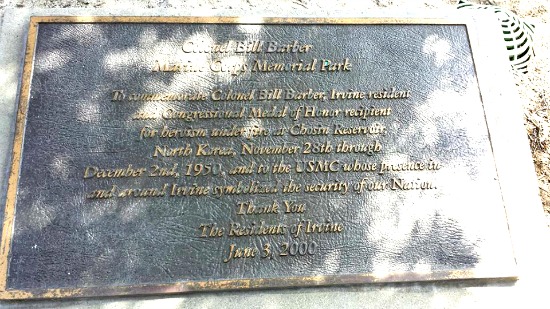 Colonel Bill Barber
Marine Corps Memorial Park
To commemorate Colonel Bill Barber, Irvine resident
and Congressional Medal of Honor recipient
for heroism under fire at Chosin Reservoir,
North Korea, November 28th through
December 2nd, 1950, and to the USMC whose presence in
and around Irvine symbolized the security of our Nation.
Thank You
The Residents of Irvine
June 3, 2000